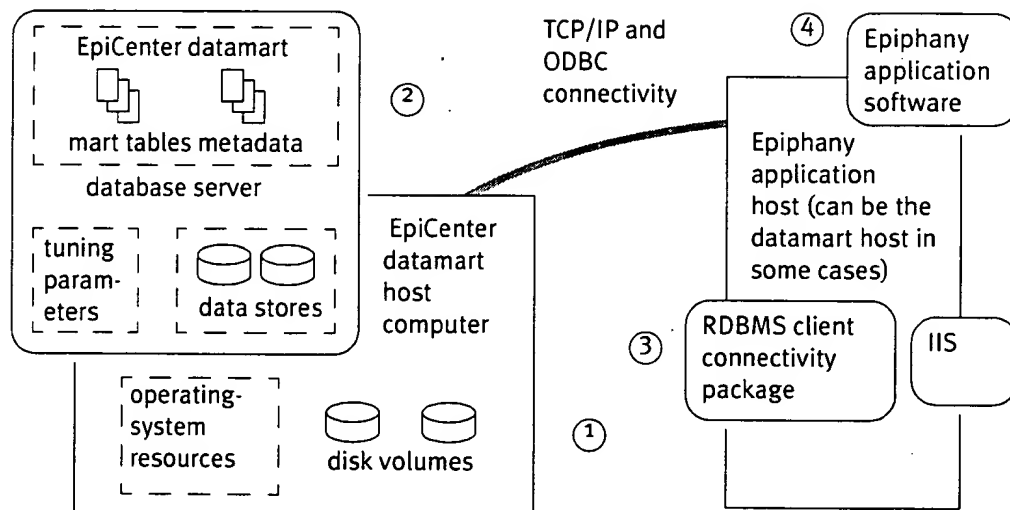 EpiCenter datamart
mart tables metadata
database server
tuning
param-
eters
data stores
2
EpiCenter
datamart
host
computer
operating-
system
resources
disk volumes
1
TCP/IP and
ODBC
connectivity
4
Epiphany
application
software
Epiphany
application
host (can be the
datamart host in
some cases)
3
RDBMS client
connectivity
package
IIS